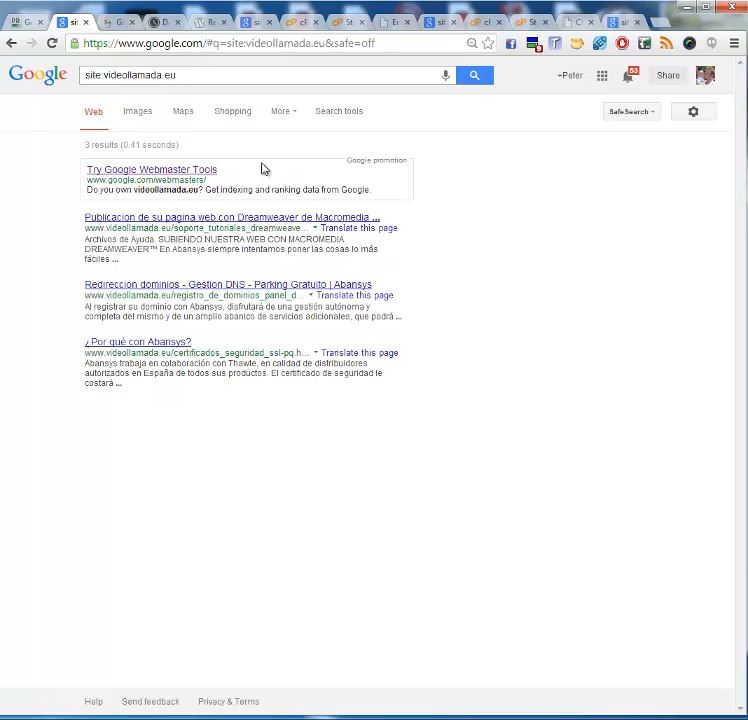 https://www.google.com/#q=site:videollamada.eu&safe=off
Google
site:videollamada.eu
+Peter
53
Share
Web
Images
Maps
Shopping
More
Search tools
SafeSearch
3 results (0.41 seconds)
Google promotion
Try Google Webmaster Tools
www.google.com/webmasters/
Do you own videollamada.eu? Get indexing and ranking data from Google.
Publicacion de su pagina web con Dreamweaver de Macromedia ...
www.videollamada.eu/soporte_tutoriales_dreamweave... Translate this page
Archivos de Ayuda. SUBIENDO NUESTRA WEB CON MACROMEDIA
DREAMWEAVER™ En Abansys siempre intentamos poner las cosas lo más
fáciles ...
Redireccion dominios - Gestion DNS - Parking Gratuito | Abansys
www.videollamada.eu/registro_de_dominios_panel_d... Translate this page
Al registrar su dominio con Abansys, disfrutará de una gestión autónoma y
completa del mismo y de un amplio abanico de servicios adicionales, que podrá ...
¿Por qué con Abansys?
www.videollamada.eu/certificados_seguridad_ssl-pq.h... Translate this page
Abansys trabaja en colaboración con Thawte, en calidad de distribuidores
autorizados en España de todos sus productos. El certificado de seguridad le
costará ...
Help
Send feedback
Privacy & Terms